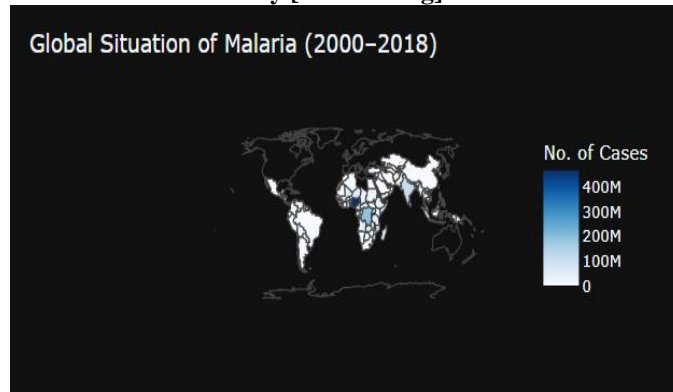 Global Situation of Malaria (2000–2018)
No. of Cases
400M
300M
200M
100M
0